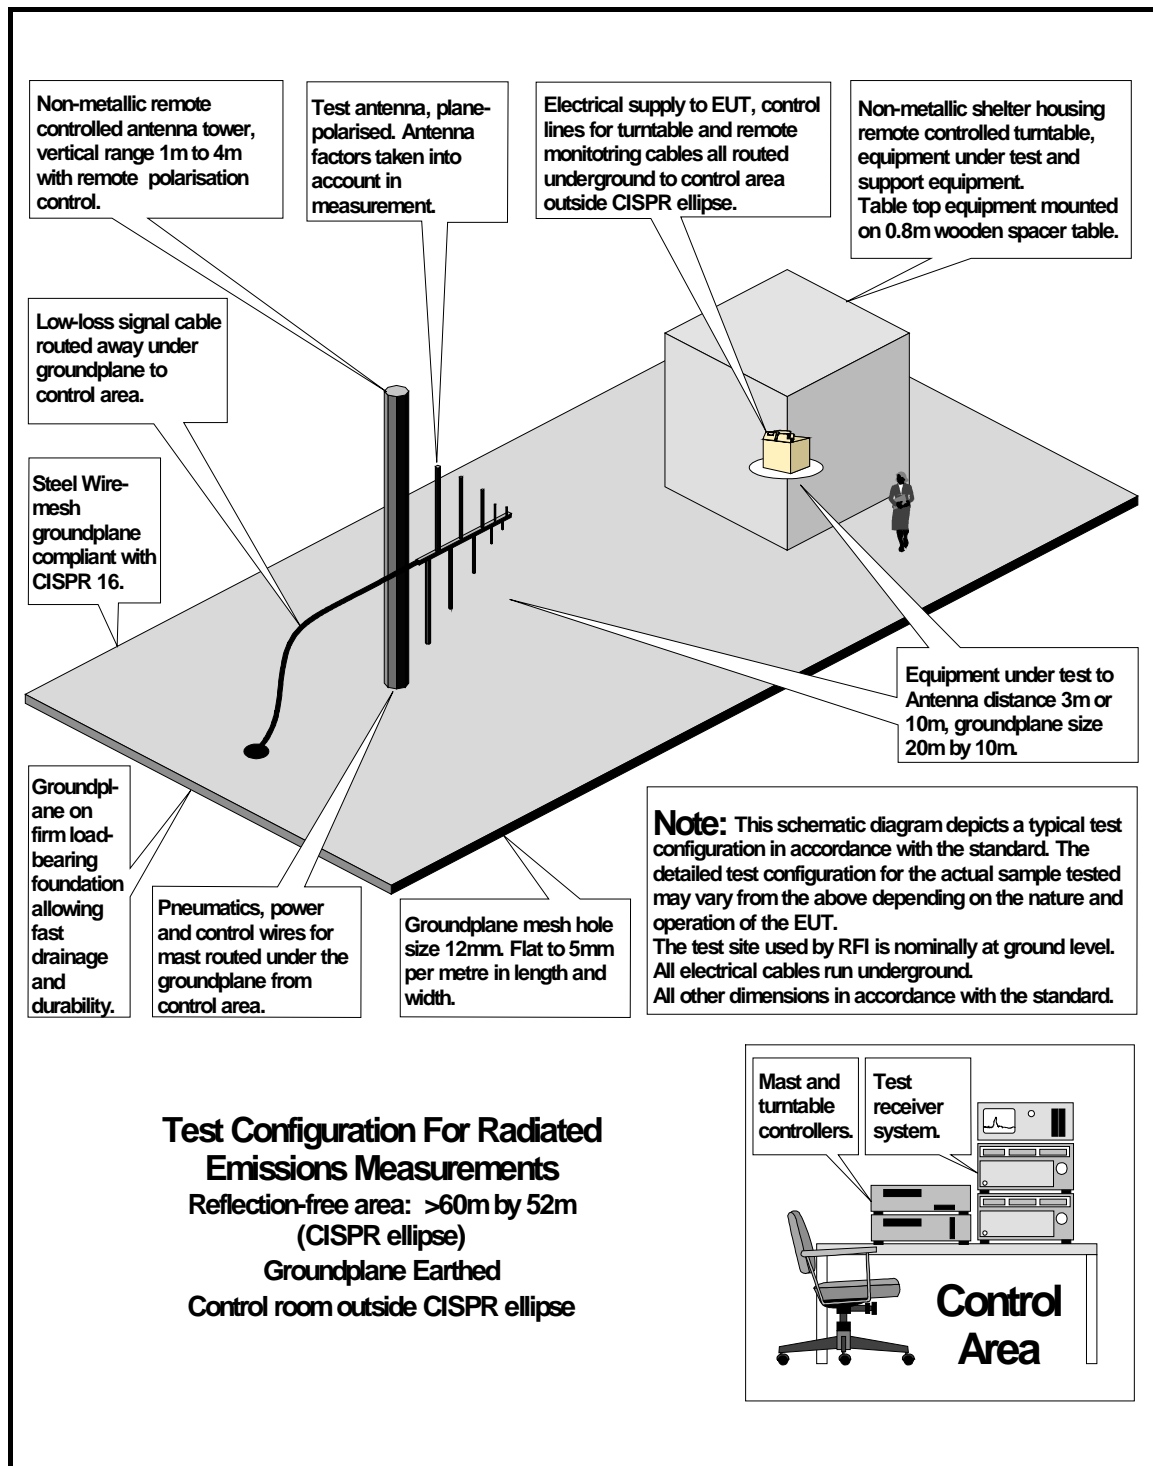 Non-metallic remote
controlled antenna tower,
vertical range 1m to 4m
with remote polarisation
control.
Test antenna, plane-
polarised. Antenna
factors taken into
account in
measurement.
Electrical supply to EUT, control
lines for turntable and remote
monitotring cables all routed
underground to control area
outside CISPR ellipse.
Non-metallic shelter housing
remote controlled turntable,
equipment under test and
support equipment.
Table top equipment mounted
on 0.8m wooden spacer table.
Low-loss signal cable
routed away under
groundplane to
control area.
Steel Wire-
mesh
groundplane
compliant with
CISPR 16.
Equipment under test to
Antenna distance 3m or
10m, groundplane size
20m by 10m.
Groundpl-
ane on
firm load-
bearing
foundation
allowing
fast
drainage
and
durability.
Pneumatics, power
and control wires for
mast routed under the
groundplane from
control area.
Groundplane mesh hole
size 12mm. Flat to 5mm
per metre in length and
width.
Note: This schematic diagram depicts a typical test
configuration in accordance with the standard. The
detailed test configuration for the actual sample tested
may vary from the above depending on the nature and
operation of the EUT.
The test site used by RFI is nominally at ground level.
All electrical cables run underground.
All other dimensions in accordance with the standard.
Test Configuration For Radiated
Emissions Measurements
Reflection-free area: >60m by 52m
(CISPR ellipse)
Groundplane Earthed
Control room outside CISPR ellipse
Mast and
turntable
controllers.
Test
receiver
system.
Control
Area